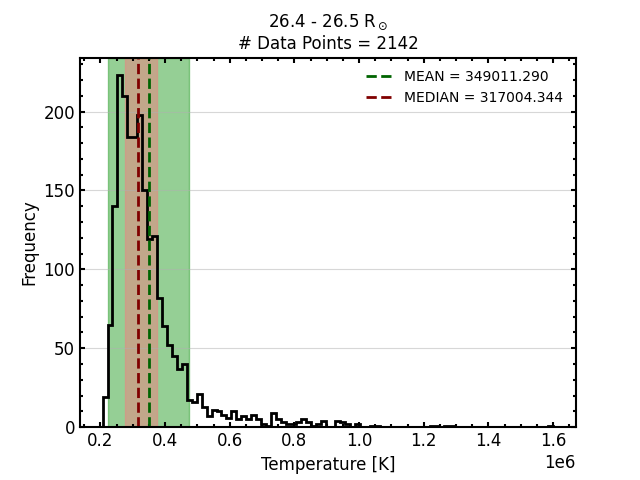 26.4 - 26.5 R⊙
# Data Points = 2142
MEAN = 349011.290
MEDIAN = 317004.344
Frequency
200
150
100
50
0
0.2 0.4 0.6 0.8 1.0 1.2 1.4 1.6
1e6
Temperature [K]